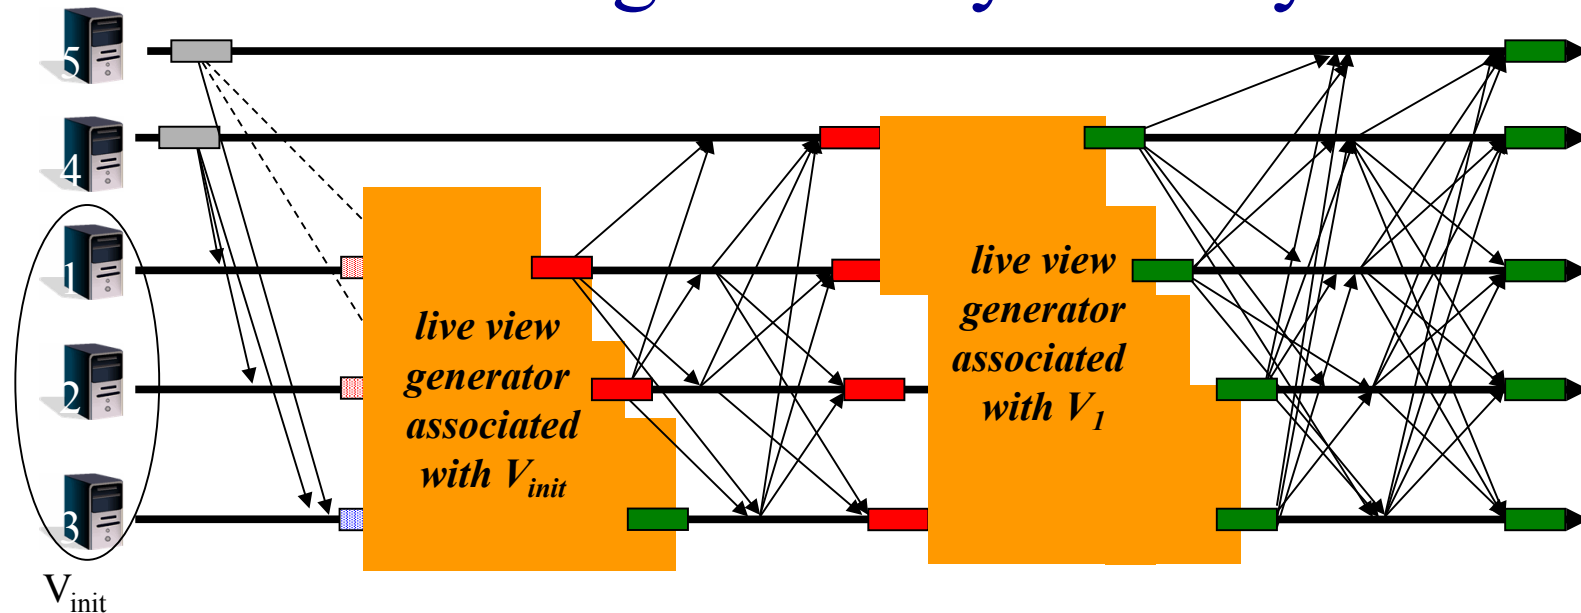 5
4
1
2
3
V_init
live view
generator
associated
with V_init
live view
generator
associated
with V_1